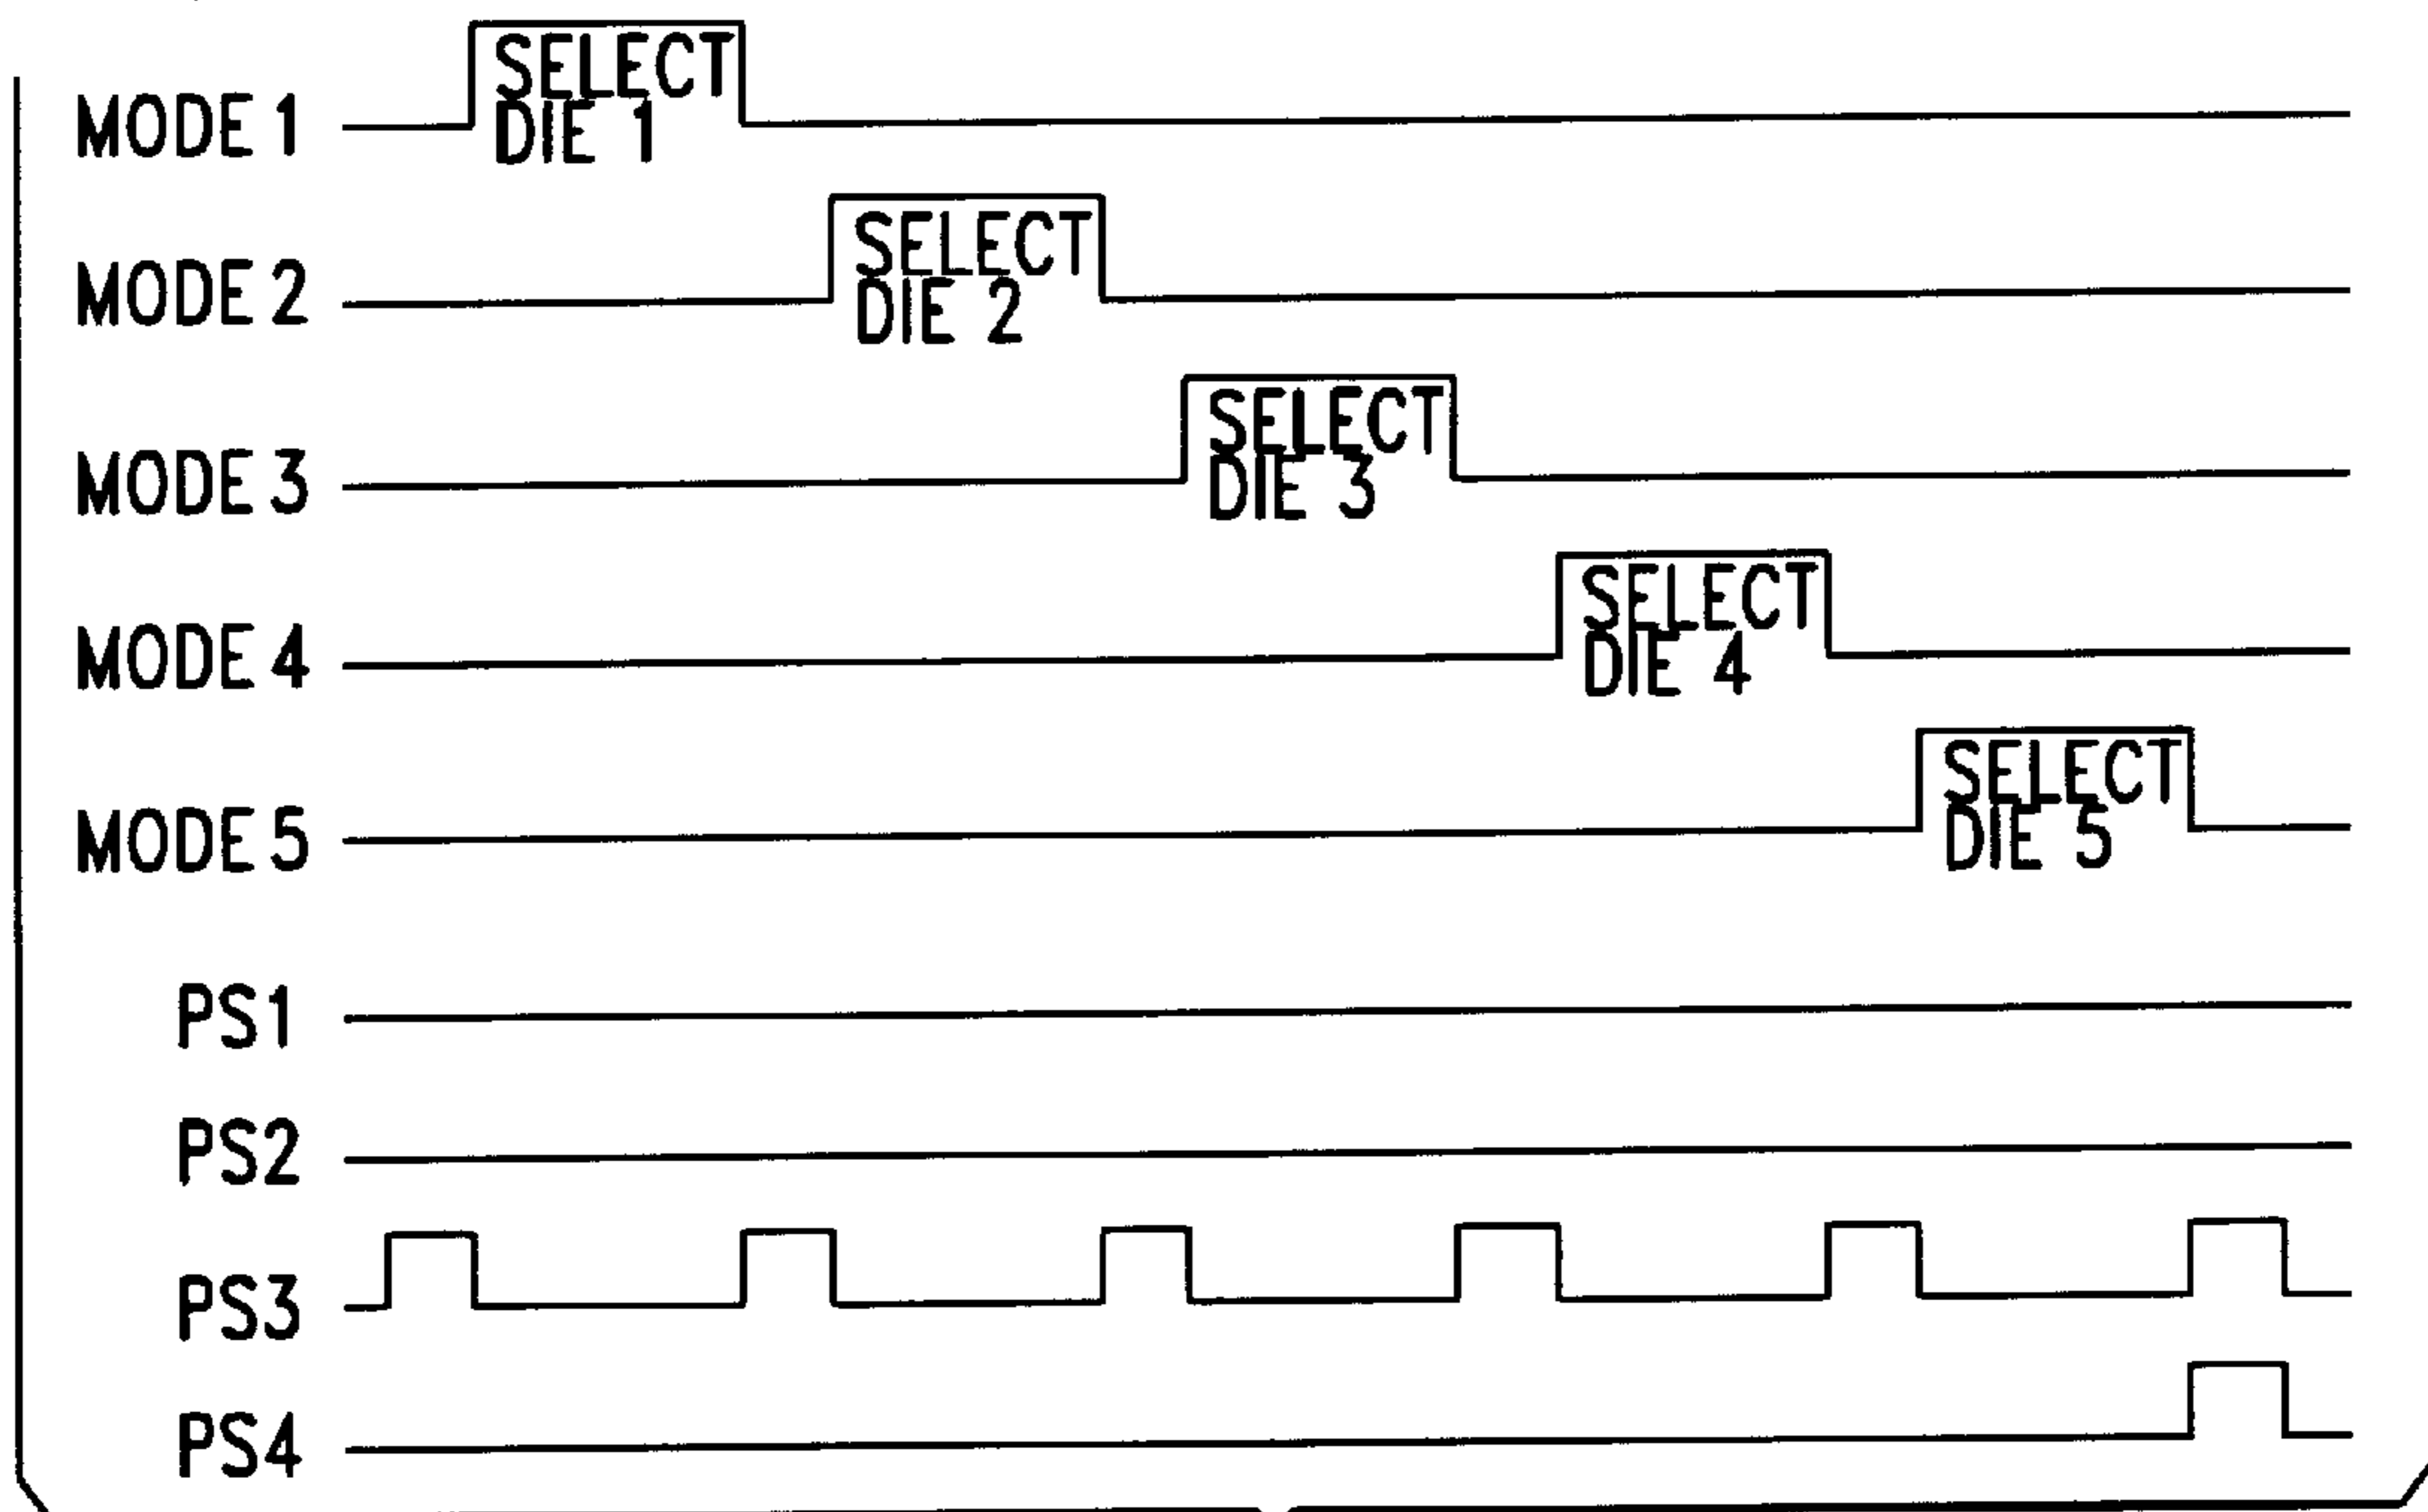 SELECT
DIE 1
MODE 1
SELECT
DIE 2
MODE 2
SELECT
DIE 3
MODE 3
SELECT
DIE 4
MODE 4
SELECT
DIE 5
MODE 5
PS1
PS2
PS3
PS4